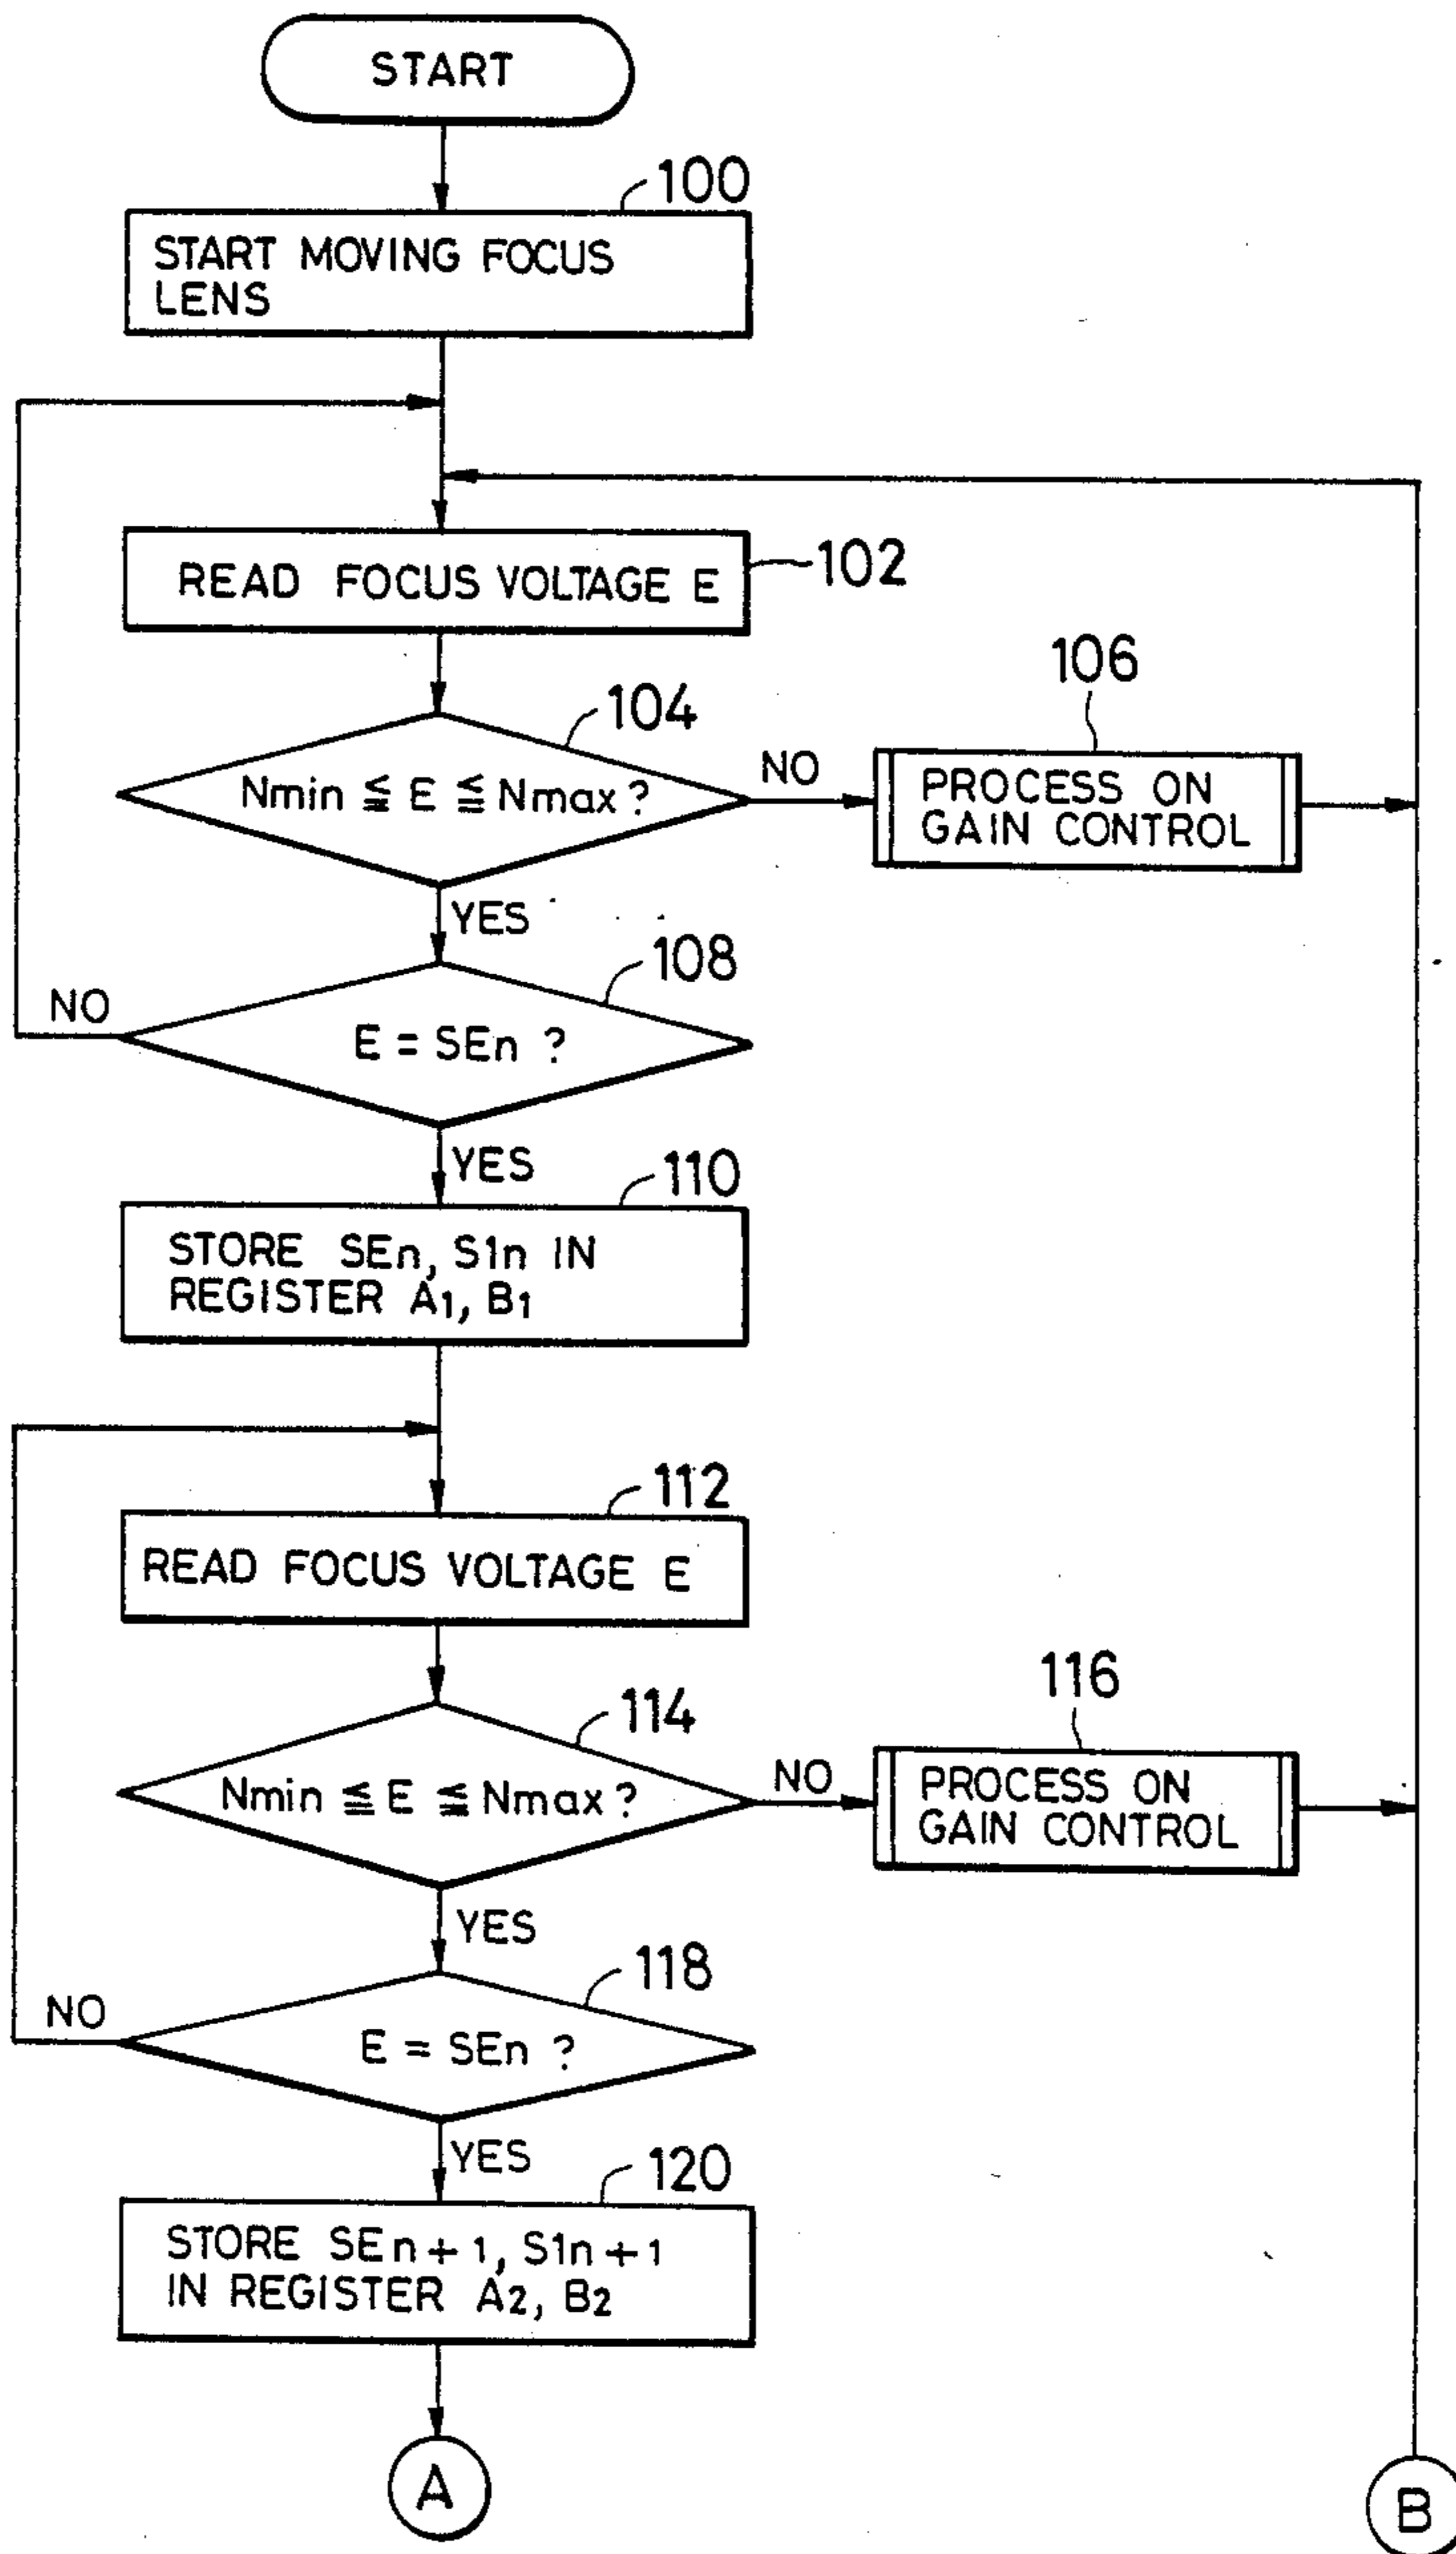 START
100
START MOVING FOCUS
LENS
READ FOCUS VOLTAGE E
102
104
Nmin ≦ E ≦ Nmax ?
NO
106
PROCESS ON
GAIN CONTROL
YES
108
NO
E = SEn ?
YES
110
STORE SEn, S1n IN
REGISTER A1, B1
112
READ FOCUS VOLTAGE E
114
Nmin ≦ E ≦ Nmax ?
NO
116
PROCESS ON
GAIN CONTROL
YES
118
NO
E = SEn ?
YES
120
STORE SEn+1, S1n+1
IN REGISTER A2, B2
A
B